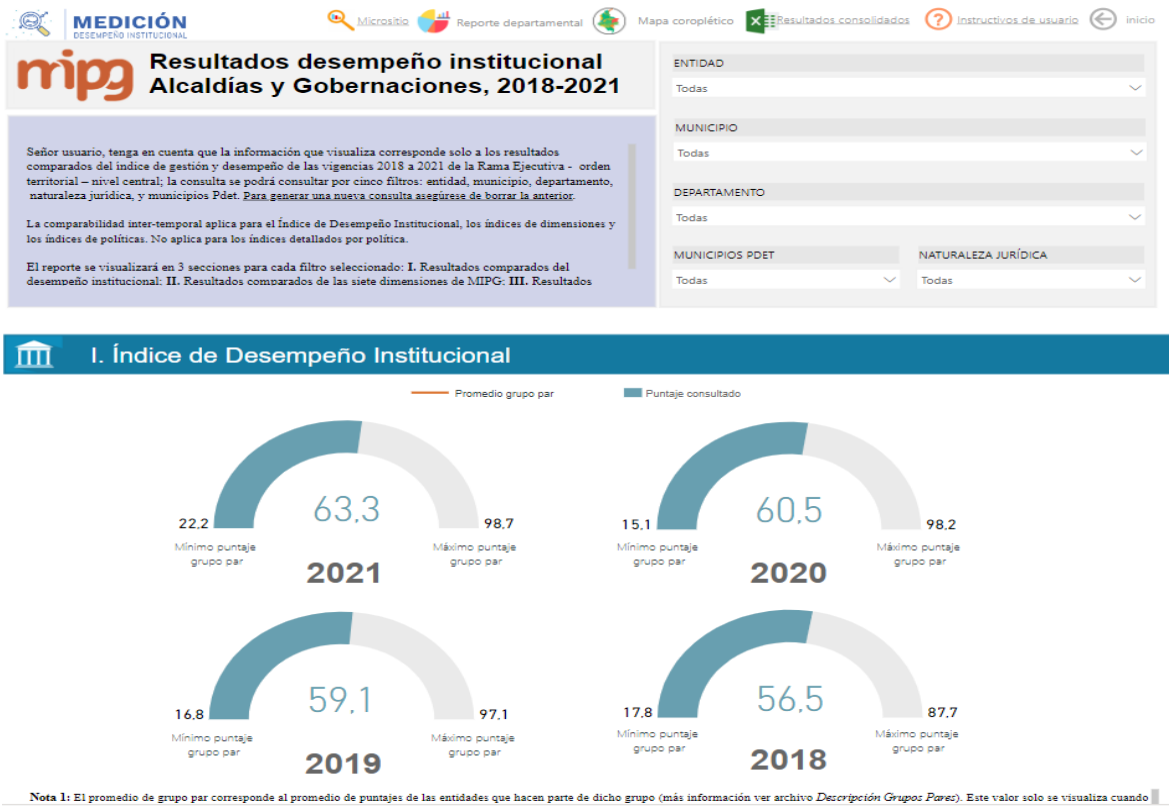 MEDICIÓN
DESEMPEÑO INSTITUCIONAL
Micrositio
Reporte departamental
Mapa coroplético
Resultados consolidados
Instructivos de usuario
inicio
mipg
Resultados desempeño institucional
Alcaldías y Gobernaciones, 2018-2021
Señor usuario, tenga en cuenta que la información que visualiza corresponde solo a los resultados
comparados del índice de gestión y desempeño de las vigencias 2018 a 2021 de la Rama Ejecutiva - orden
territorial – nivel central; la consulta se podrá consultar por cinco filtros: entidad, municipio, departamento,
naturaleza jurídica, y municipios Pdet. Para generar una nueva consulta asegúrese de borrar la anterior.
La comparabilidad inter-temporal aplica para el Índice de Desempeño Institucional, los índices de dimensiones y
los índices de políticas. No aplica para los índices detallados por política.
El reporte se visualizará en 3 secciones para cada filtro seleccionado: I. Resultados comparados del
desempeño institucional: II. Resultados comparados de las siete dimensiones de MIPG: III. Resultados
ENTIDAD
Todas
MUNICIPIO
Todas
DEPARTAMENTO
Todas
MUNICIPIOS PDET
Todas
NATURALEZA JURÍDICA
Todas
I. Índice de Desempeño Institucional
Promedio grupo par
Puntaje consultado
63,3
22,2
98,7
Mínimo puntaje
grupo par
Máximo puntaje
grupo par
2021
60,5
15,1
98,2
Mínimo puntaje
grupo par
Máximo puntaje
grupo par
2020
59,1
16,8
97,1
Mínimo puntaje
grupo par
Máximo puntaje
grupo par
2019
56,5
17,8
87,7
Mínimo puntaje
grupo par
Máximo puntaje
grupo par
2018
Nota 1: El promedio de grupo par corresponde al promedio de puntajes de las entidades que hacen parte de dicho grupo (más información ver archivo Descripción Grupos Pares). Este valor solo se visualiza cuando